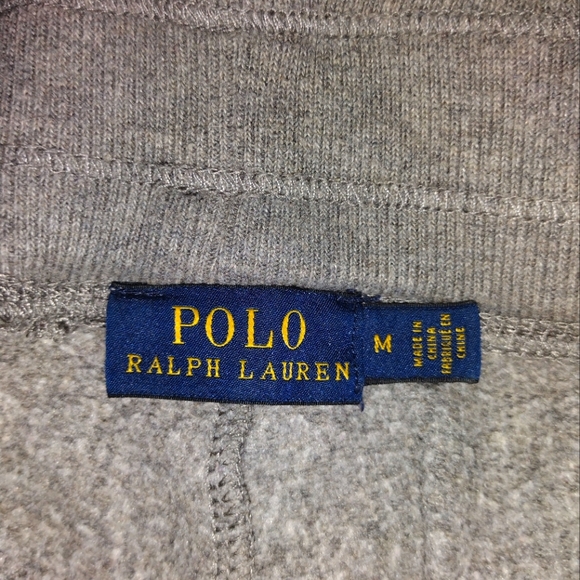 POLO
RALPH LAUREN
M
MADE IN
CHINA
FABRIQUÉ EN
CHINE